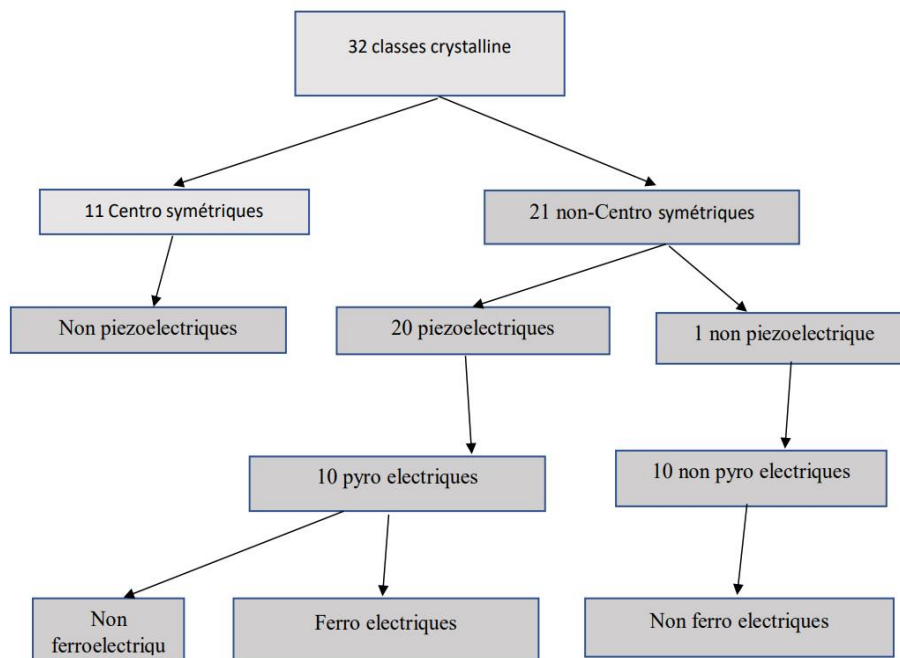 32 classes crystalline
11 Centro symétriques
21 non-Centro symétriques
Non piezoelectriques
20 piezoelectriques
1 non piezoelectrique
10 pyro electriques
10 non pyro electriques
Non
ferroelectriqu
Ferro electriques
Non ferro electriques